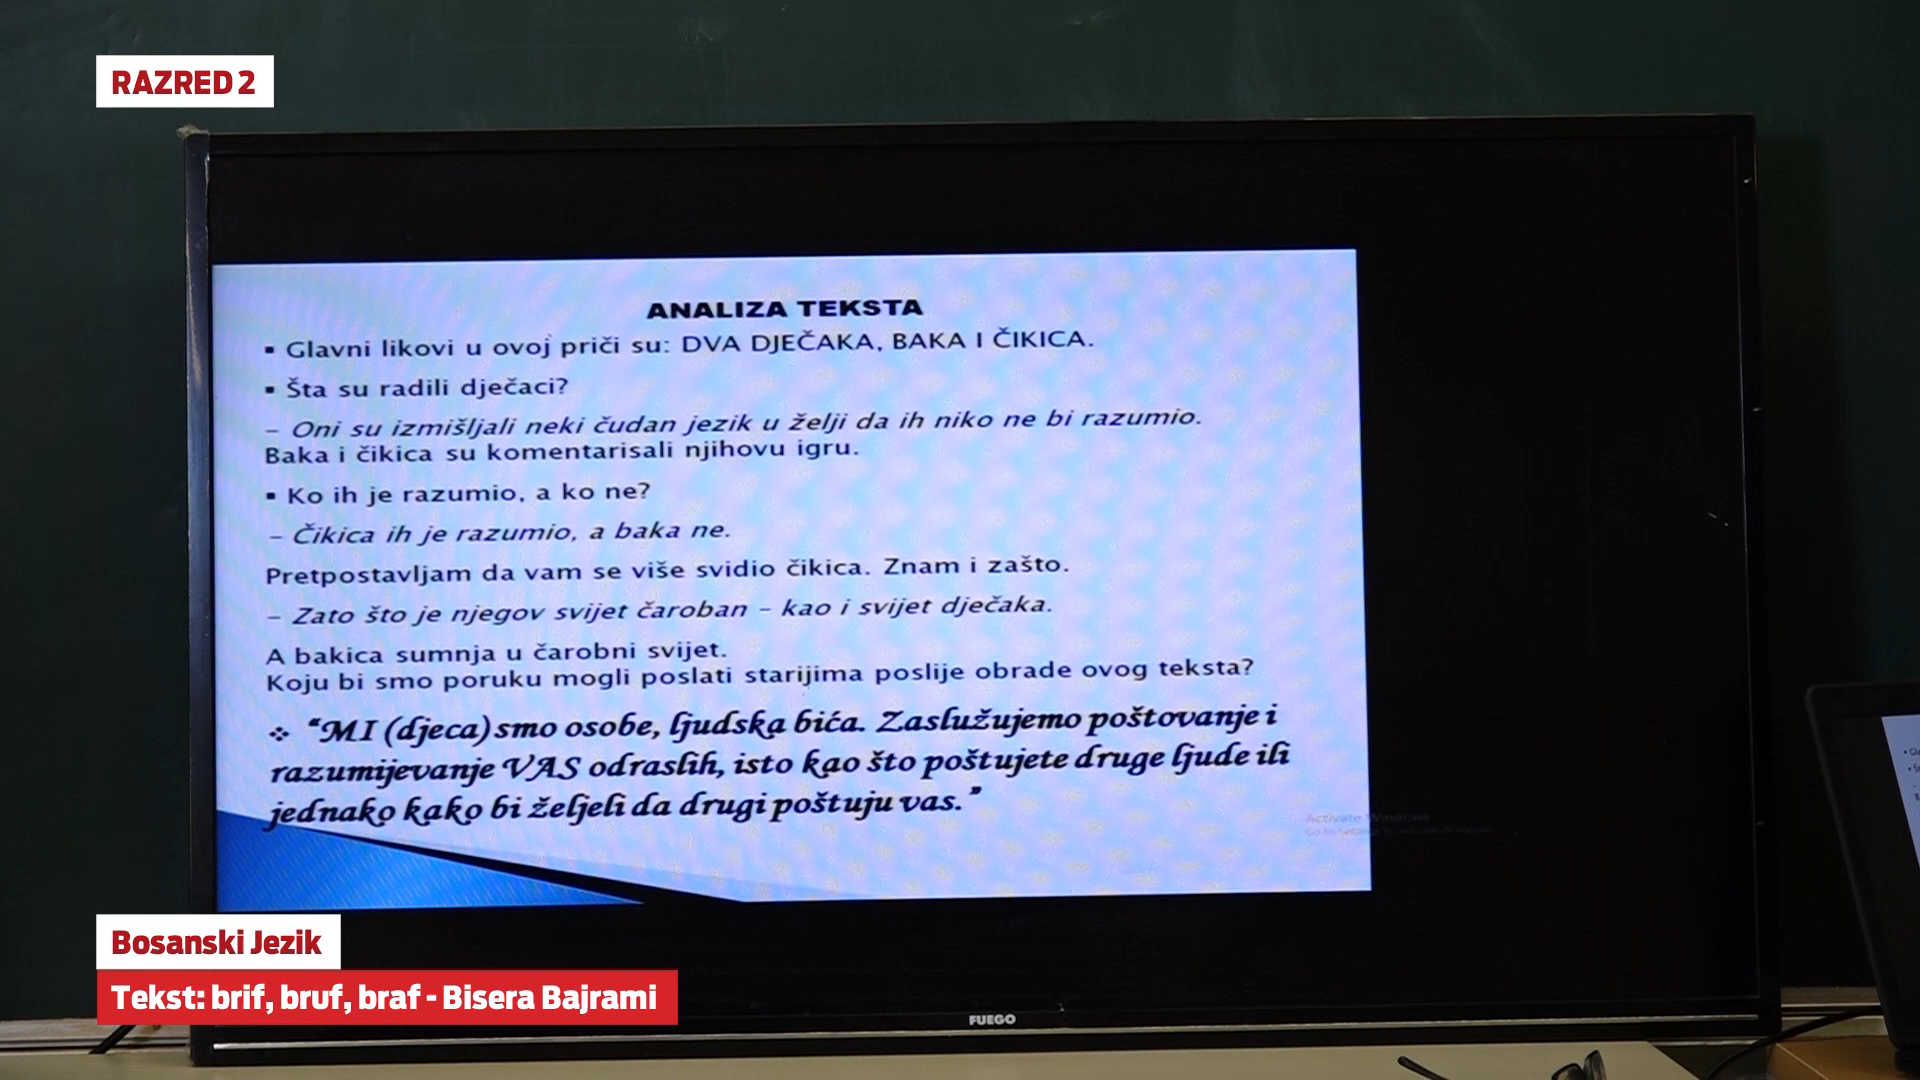 RAZRED 2
ANALIZA TEKSTA
▪ Glavni likovi u ovoj priči su: DVA DJEČAKA, BAKA I ČIKICA.
▪ Šta su radili dječaci?
– Oni su izmišljali neki čudan jezik u želji da ih niko ne bi razumio.
Baka i čikica su komentarisali njihovu igru.
▪ Ko ih je razumio, a ko ne?
– Čikica ih je razumio, a baka ne.
Pretpostavljam da vam se više svidio čikica. Znam i zašto.
– Zato što je njegov svijet čaroban – kao i svijet dječaka.
A bakica sumnja u čarobni svijet.
Koju bi smo poruku mogli poslati starijima poslije obrade ovog teksta?
❖ “MI (djeca) smo osobe, ljudska bića. Zaslužujemo poštovanje i
razumijevanje VAS odraslih, isto kao što poštujete druge ljude ili
jednako kako bi željeli da drugi poštuju vas.”
Activate Windows
Bosanski Jezik
Tekst: brif, bruf, braf - Bisera Bajrami
FUEGO